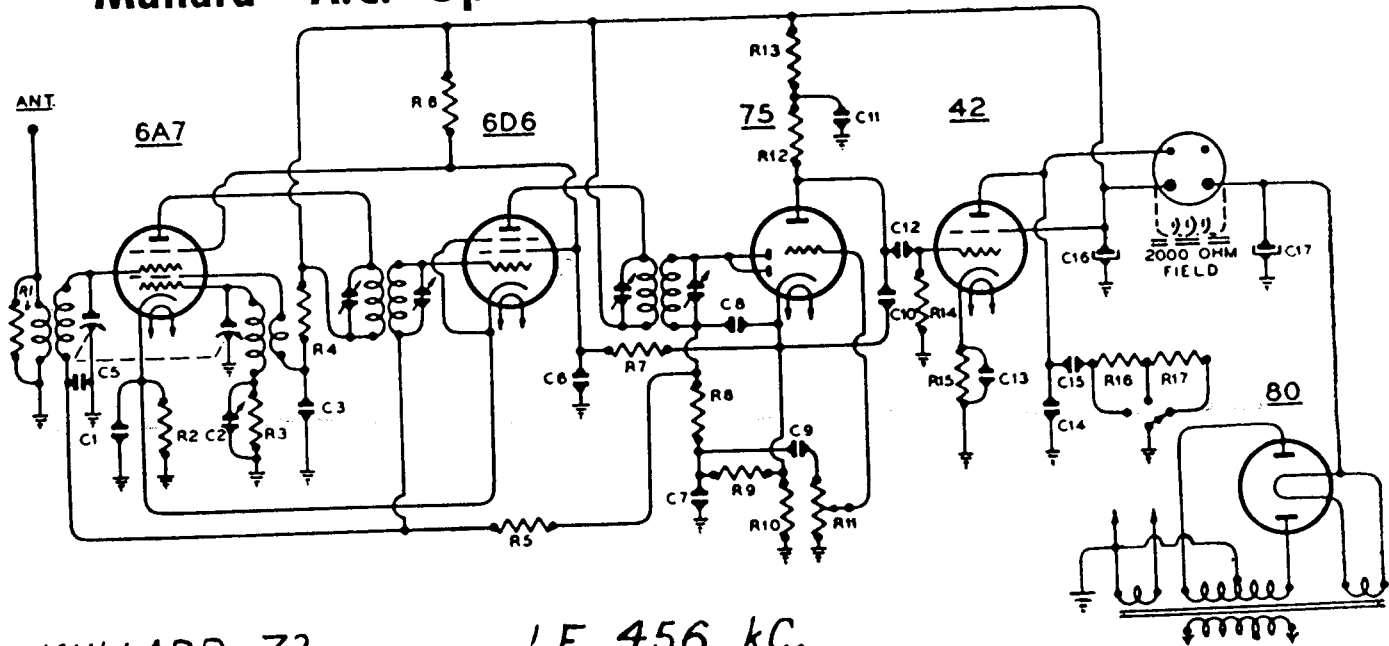 Mullard A.C.
ANT.
6A7
R 6
6D6
R13
75
C11
R12
42
C12
C16
2000 OHM
FIELD
C17
R1
R4
C8
C10
R14
C5
R7
C6
C3
C1
R2
C2
R3
R8
R15
C13
C15
R16
R17
C14
80
C9
R9
C7
R10
R11
R5
I.F. 456 kC.